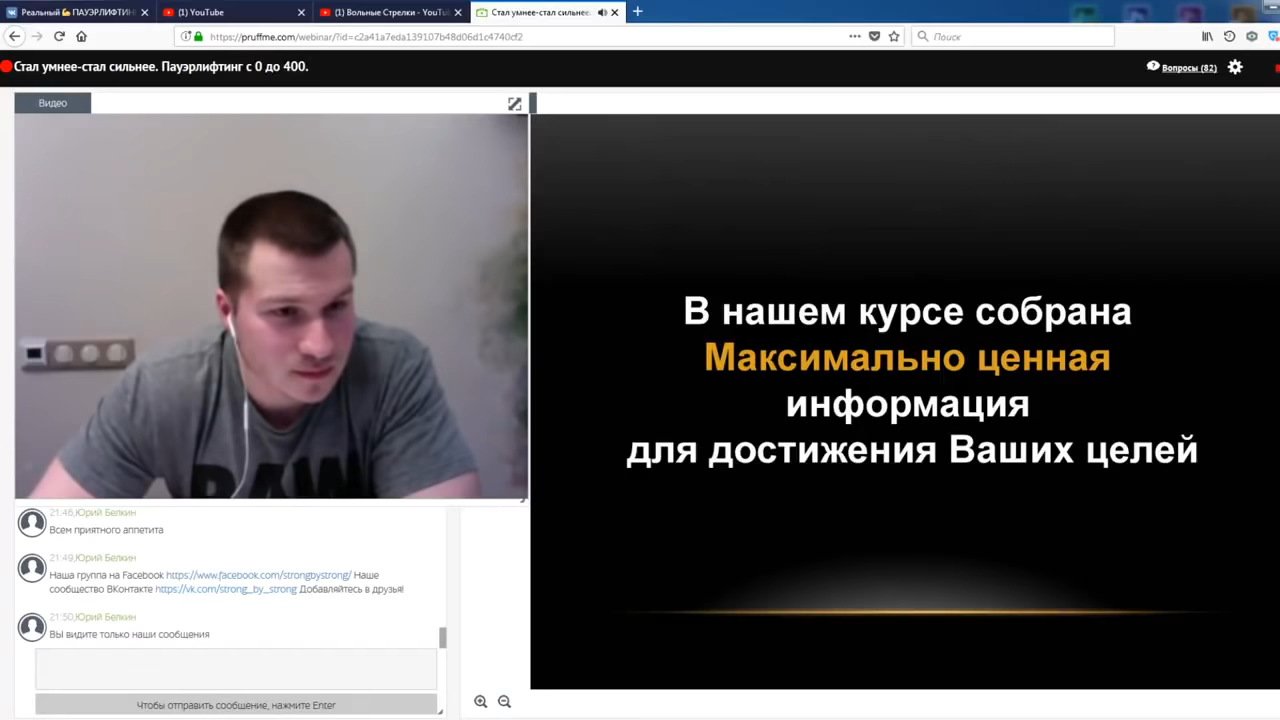 Реальный 💪 ПАУЭРЛИФТИН
(1) YouTube
(1) Вольные Стрелки - YouTu
Стал умнее-стал сильнее.
https://pruffme.com/webinar/?id=c2a41a7eda139107b48d06d1c4740cf2
Поиск
Стал умнее-стал сильнее. Пауэрлифтинг с 0 до 400.
Вопросы (82)
Видео
В нашем курсе собрана
Максимально ценная
информация
для достижения Ваших целей
21:46,Юрий Белкин
Всем приятного аппетита
21:49,Юрий Белкин
Наша группа на Facebook https://www.facebook.com/strongbystrong/ Наше
сообщество ВКонтакте https://vk.com/strong_by_strong Добавляйтесь в друзья!
21:50,Юрий Белкин
ВЫ видите только наши сообщения
Чтобы отправить сообщение, нажмите Enter